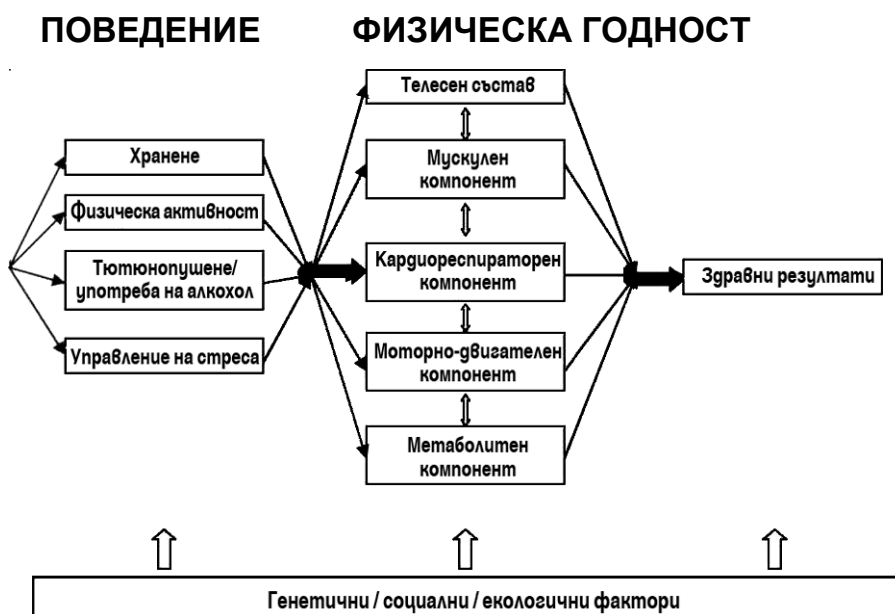 ПОВЕДЕНИЕ
ФИЗИЧЕСКА ГОДНОСТ
Телесен състав
Хранене
Мускулен
компонент
Физическа активност
Тютюнопушене/
употреба на алкохол
Кардиореспираторен
компонент
Здравни резултати
Управление на стреса
Моторно-двигателен
компонент
Метаболитен
компонент
Генетични / социални / екологични фактори